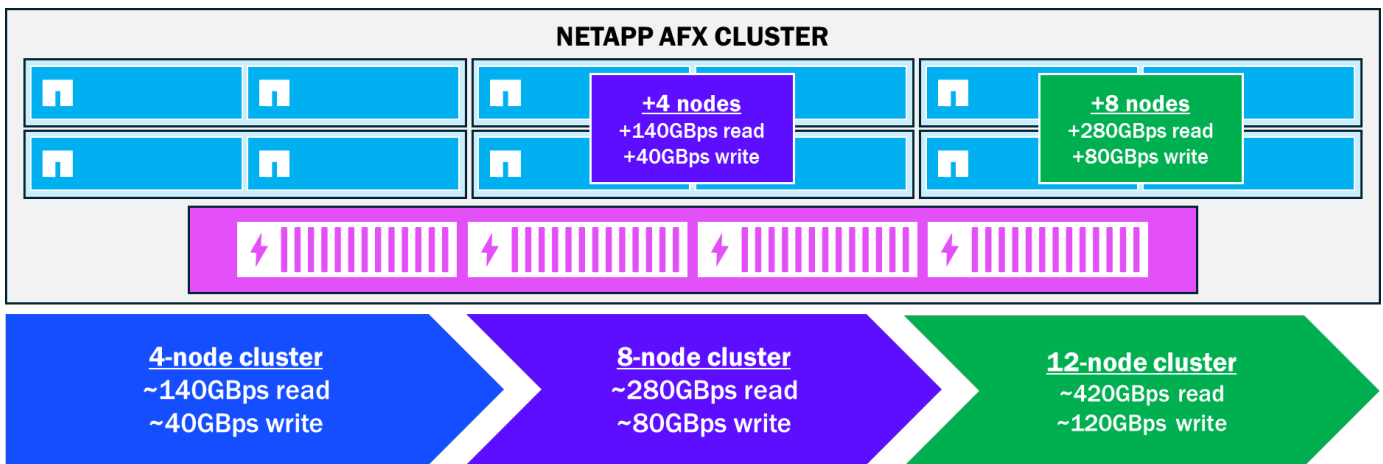 NETAPP AFX CLUSTER
+4 nodes
+140GBps read
+40GBps write
+8 nodes
+280GBps read
+80GBps write
4-node cluster
~140GBps read
~40GBps write
8-node cluster
~280GBps read
~80GBps write
12-node cluster
~420GBps read
~120GBps write